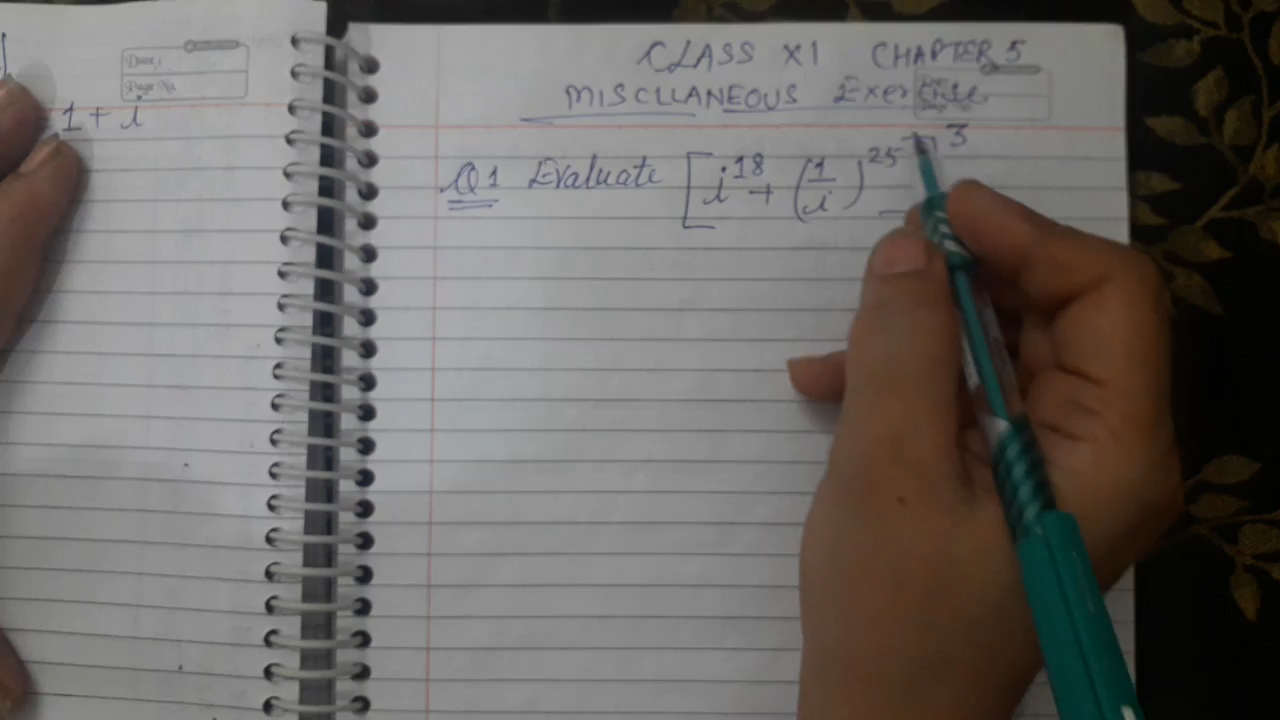 Date:
Page No.
1 + i
CLASS XI CHAPTER 5
MISCLLANEOUS Exercise
Q1 Evaluate [i^18 + (1/i)^25]^3